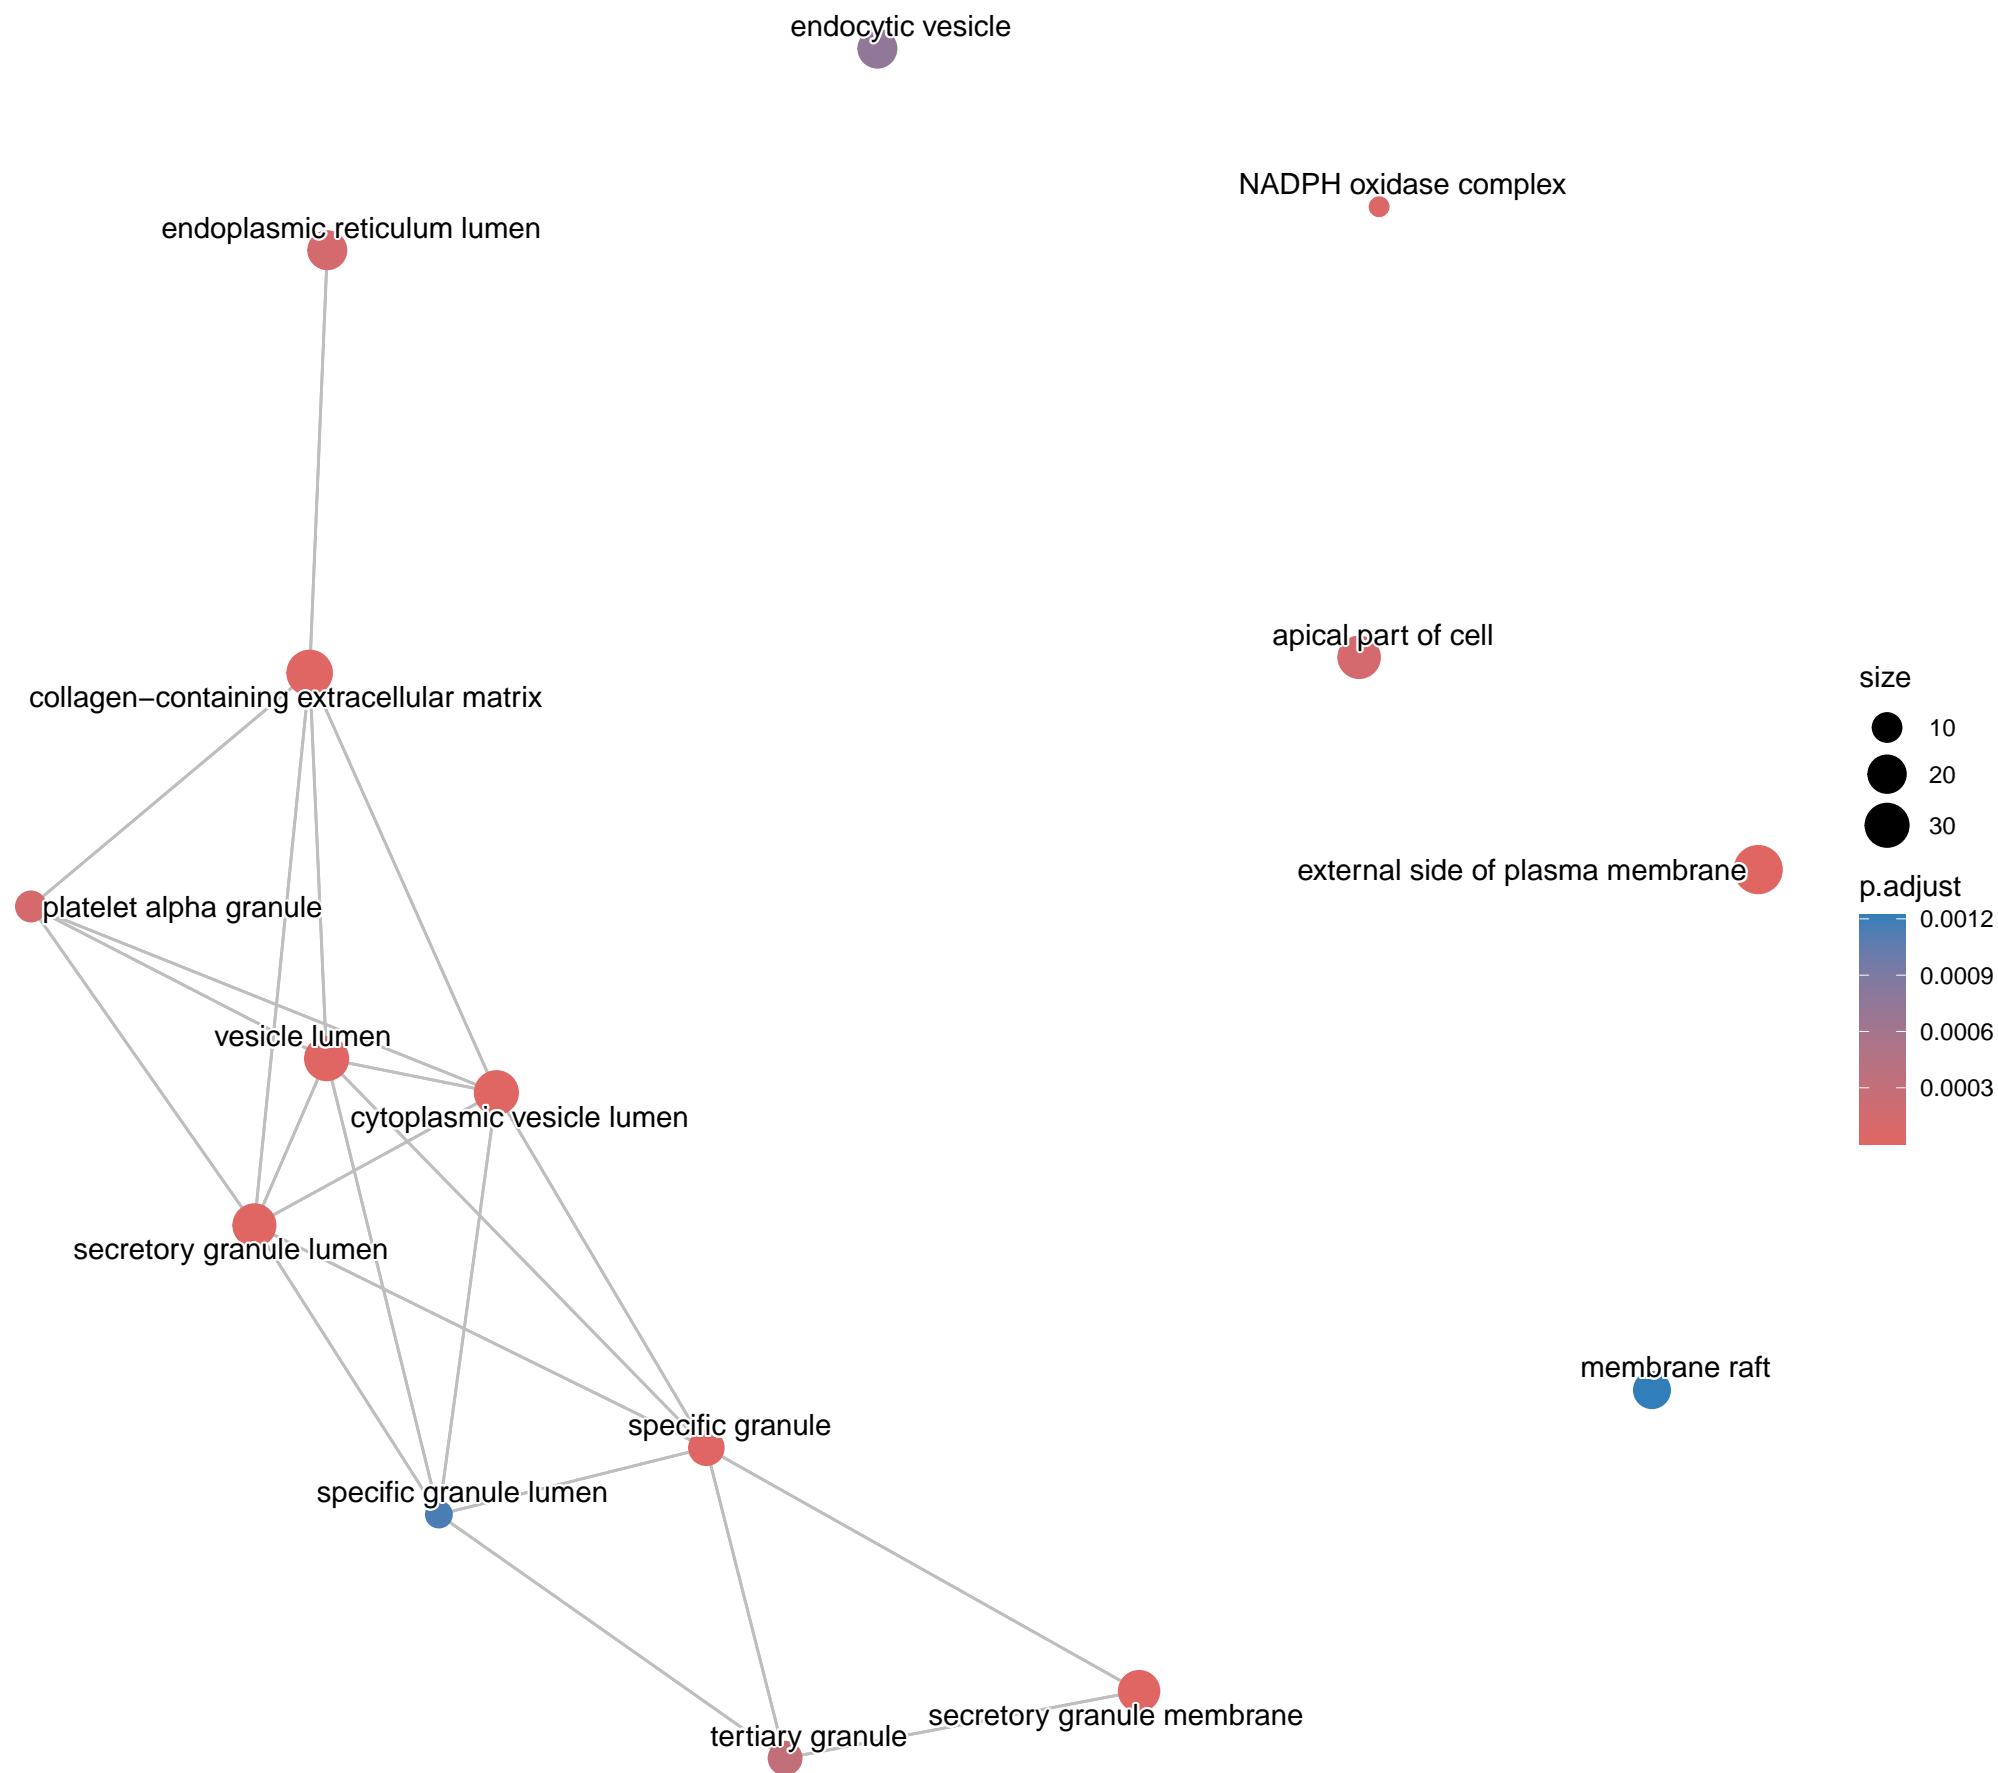 endocytic vesicle
NADPH oxidase complex
endoplasmic reticulum lumen
apical part of cell
collagen−containing extracellular matrix
external side of plasma membrane
platelet alpha granule
vesicle lumen
cytoplasmic vesicle lumen
secretory granule lumen
membrane raft
specific granule
specific granule lumen
secretory granule membrane
tertiary granule
size
10
20
30
p.adjust
0.0012
0.0009
0.0006
0.0003